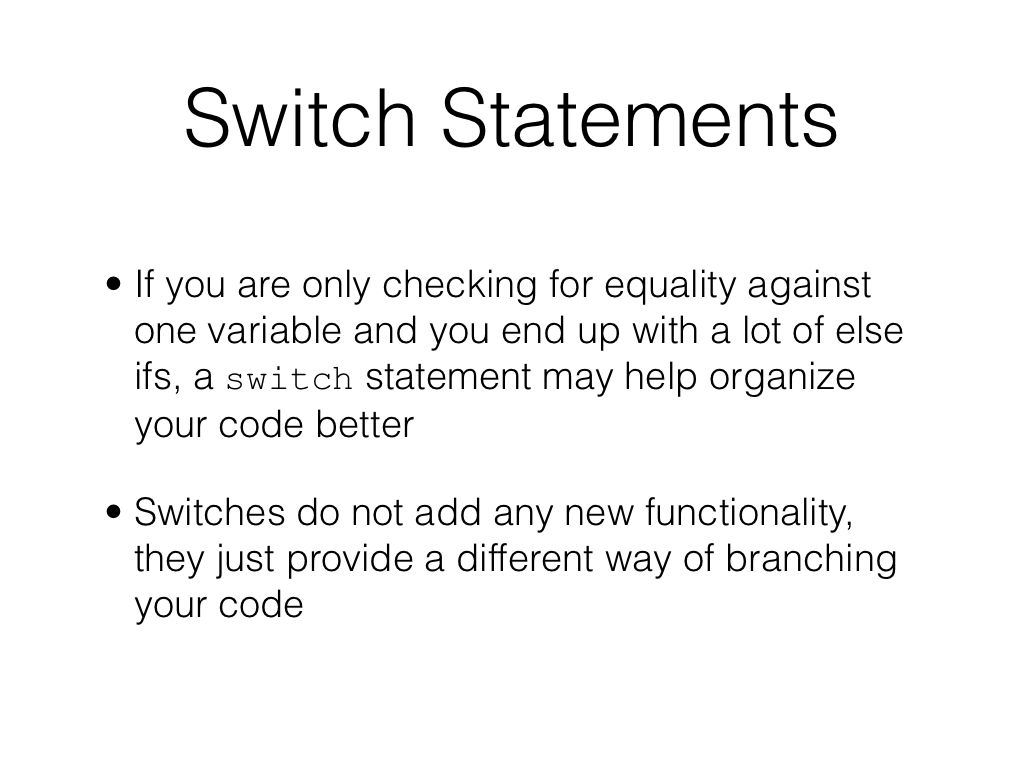 Switch Statements
• If you are only checking for equality against
one variable and you end up with a lot of else
ifs, a switch statement may help organize
your code better
• Switches do not add any new functionality,
they just provide a different way of branching
your code